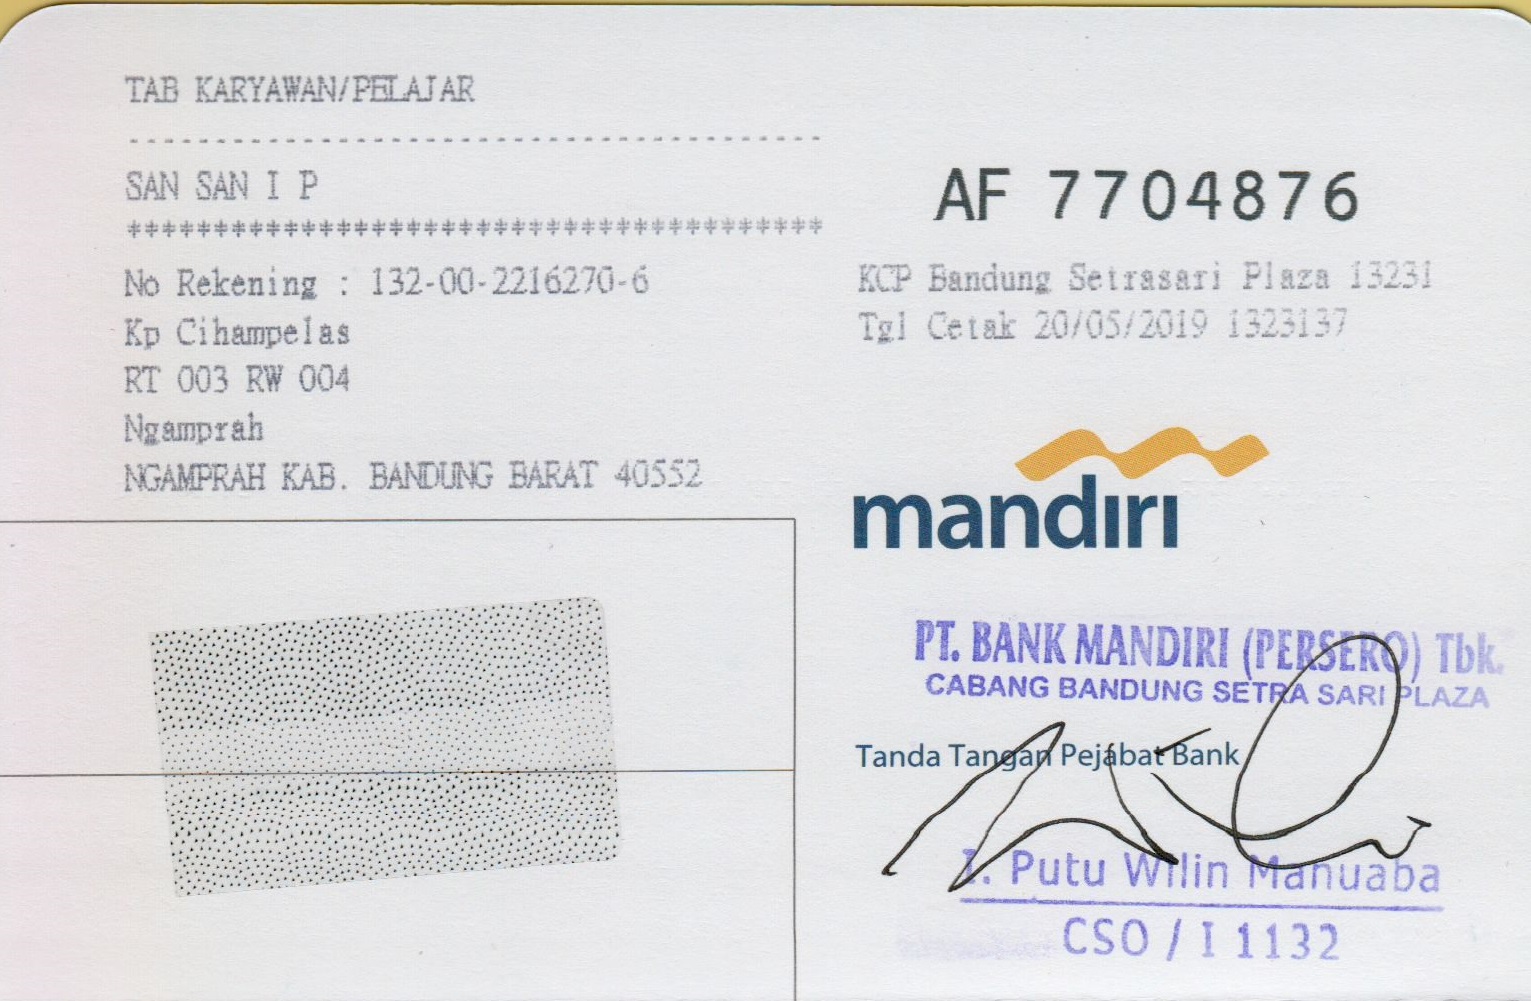 TAB KARYAWAN/PELAJAR
----------------------------------------
SAN SAN I P
****************************************
No Rekening : 132-00-2216270-6
Kp Cihampelas
RT 003 RW 004
Ngamprah
NGAMPRAH KAB. BANDUNG BARAT 40552
AF 7704876
KCP Bandung Setrasari Plaza 13231
Tgl Cetak 20/05/2019 1323137
mandiri
PT. BANK MANDIRI (PERSERO) Tbk.
CABANG BANDUNG SETRA SARI PLAZA
Tanda Tangan Pejabat Bank
I. Putu Wilin Manuaba
CSO / I 1132